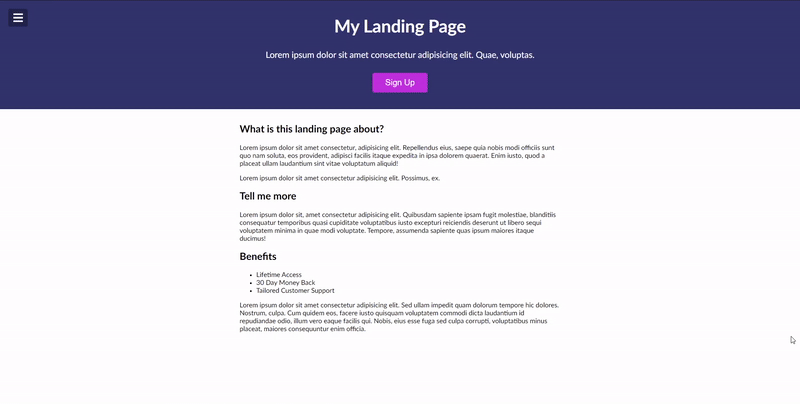 My Landing Page
Lorem ipsum dolor sit amet consectetur adipisicing elit. Quae, voluptas.
Sign Up
What is this landing page about?
Lorem ipsum dolor sit amet consectetur, adipisicing elit. Repellendus eius, saepe quia nobis modi officiis sunt
quo nam soluta, eos provident, adipisci facilis itaque expedita in ipsa dolorem quaerat. Enim iusto, quod a
placeat ullam laudantium sint vitae voluptatum aliquid!
Lorem ipsum dolor sit amet consectetur adipisicing elit. Possimus, ex.
Tell me more
Lorem ipsum dolor sit, amet consectetur adipisicing elit. Quibusdam sapiente ipsam fugit molestiae, blanditiis
consequatur temporibus quasi cupiditate voluptatibus iusto excepturi reiciendis deserunt ut libero sequi
voluptatem minima in quae modi voluptate. Tempore, assumenda sapiente quas ipsum maiores itaque
ducimus!
Benefits
• Lifetime Access
• 30 Day Money Back
• Tailored Customer Support
Lorem ipsum dolor sit amet consectetur adipisicing elit. Sed ullam impedit quam dolorum tempore hic dolores.
Nostrum, culpa. Cum quidem eos, facere iusto quisquam voluptatem commodi dicta laudantium id
repudiandae odio, illum vero eaque facilis qui. Nobis, eius esse fuga sed culpa corrupti, voluptatibus minus
placeat, maiores consequuntur enim officia.